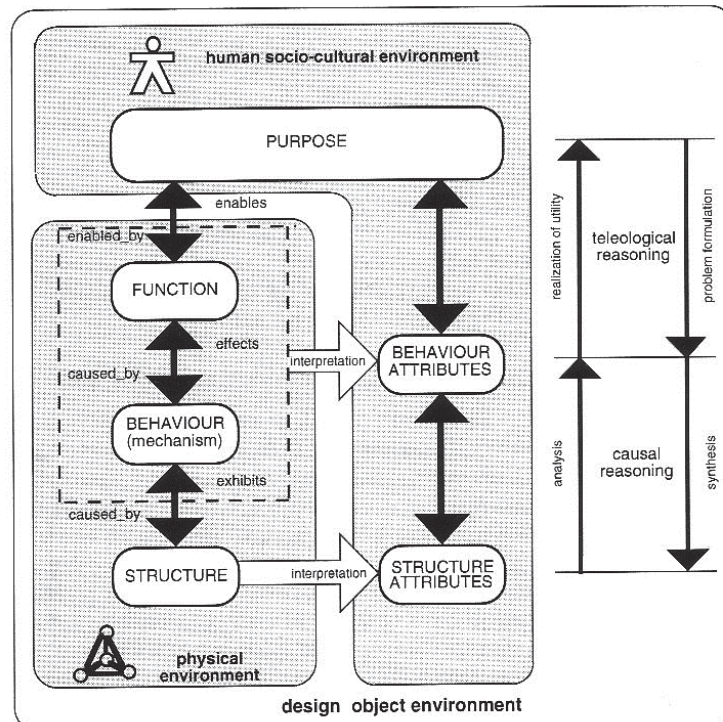 human socio-cultural environment
PURPOSE
enables
enabled_by
FUNCTION
effects
caused_by
BEHAVIOUR
(mechanism)
exhibits
caused_by
STRUCTURE
physical
environment
interpretation
BEHAVIOUR
ATTRIBUTES
interpretation
STRUCTURE
ATTRIBUTES
design object environment
realization of utility
teleological
reasoning
problem formulation
analysis
causal
reasoning
synthesis